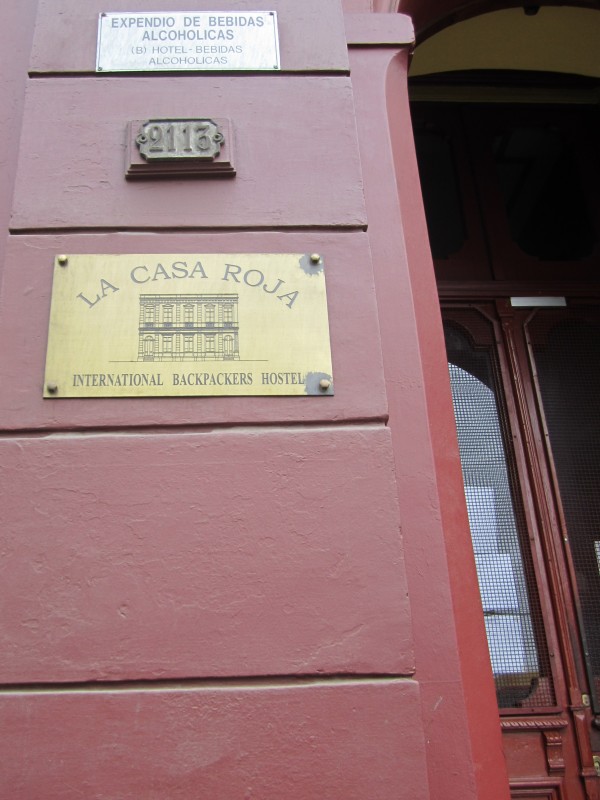 EXPENDIO DE BEBIDAS
ALCOHOLICAS
(B) HOTEL-BEBIDAS
ALCOHOLICAS
2113
LA CASA ROJA
INTERNATIONAL BACKPACKERS HOSTEL